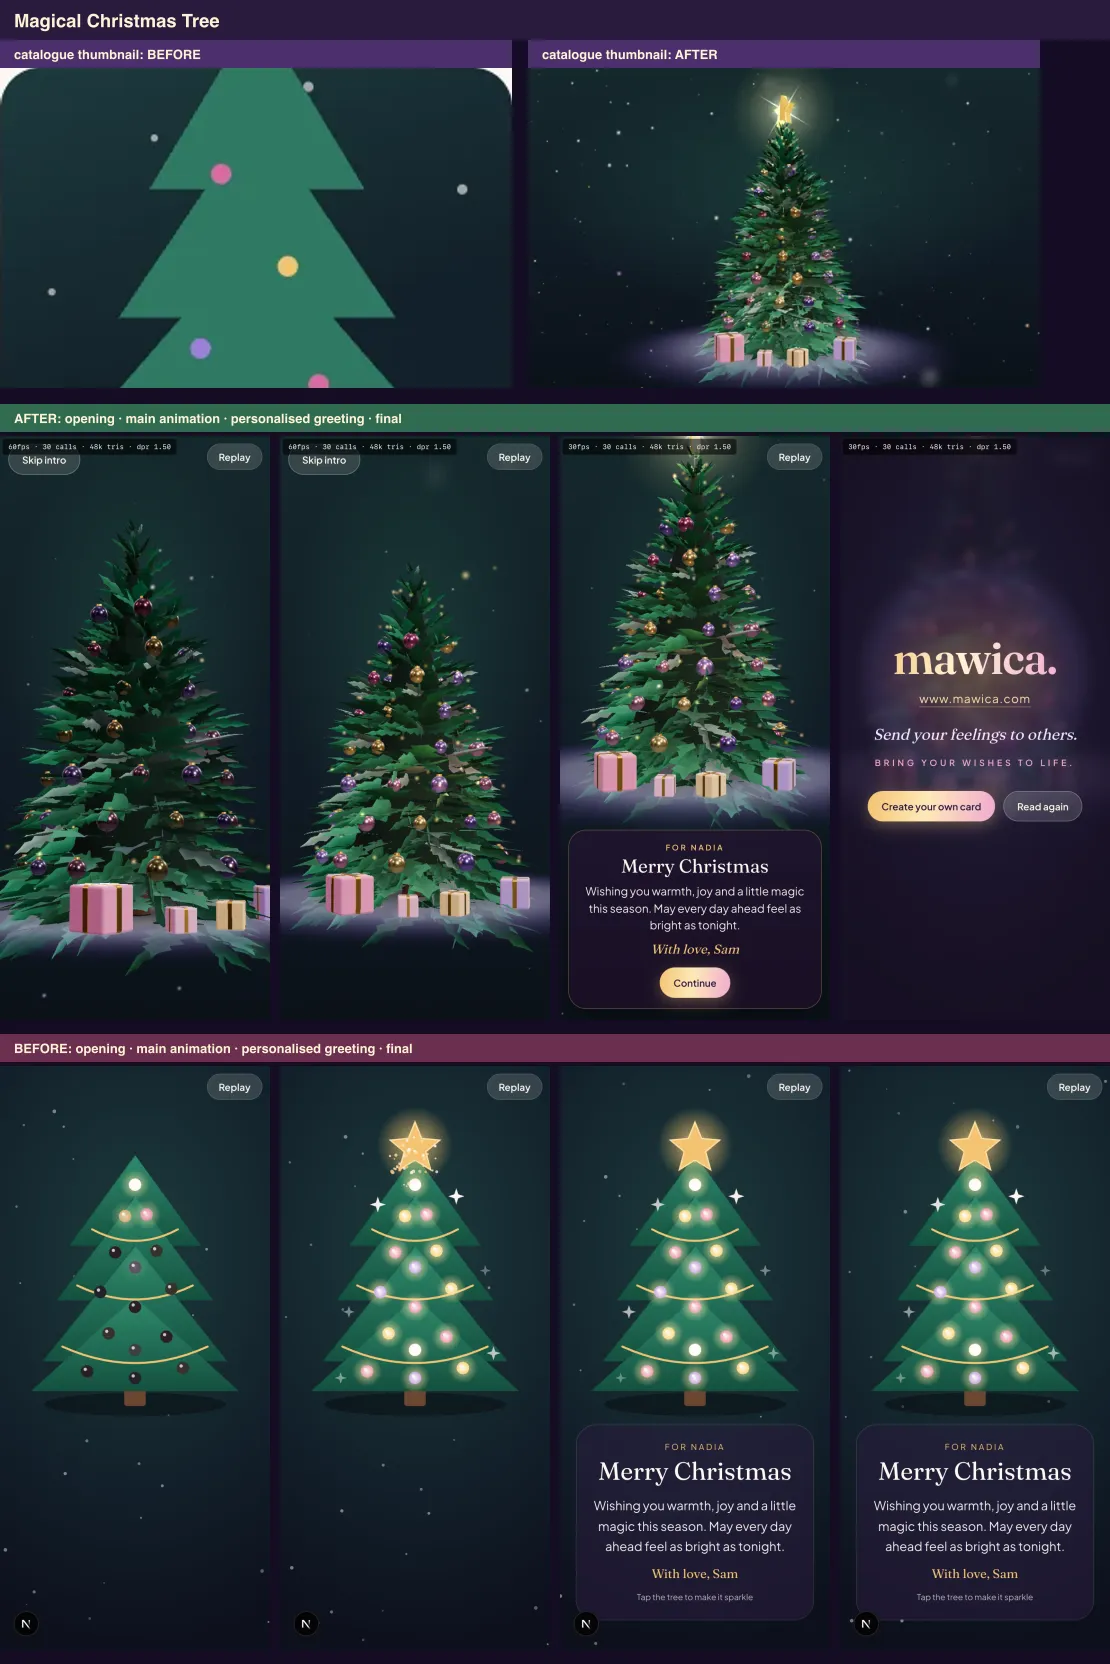 Magical Christmas Tree
catalogue thumbnail: BEFORE
catalogue thumbnail: AFTER
AFTER: opening · main animation · personalised greeting · final
60fps · 30 calls · 48k tris · dpr 1.50
Skip intro
Replay
60fps · 30 calls · 48k tris · dpr 1.50
Skip intro
Replay
30fps · 30 calls · 48k tris · dpr 1.50
Replay
FOR NADIA
Merry Christmas
Wishing you warmth, joy and a little magic
this season. May every day ahead feel as
bright as tonight.
With love, Sam
Continue
30fps · 30 calls · 48k tris · dpr 1.50
mawica.
www.mawica.com
Send your feelings to others.
BRING YOUR WISHES TO LIFE.
Create your own card
Read again
BEFORE: opening · main animation · personalised greeting · final
Replay
N
Replay
N
Replay
FOR NADIA
Merry Christmas
Wishing you warmth, joy and a little
magic this season. May every day
ahead feel as bright as tonight.
With love, Sam
Tap the tree to make it sparkle
N
Replay
FOR NADIA
Merry Christmas
Wishing you warmth, joy and a little
magic this season. May every day
ahead feel as bright as tonight.
With love, Sam
Tap the tree to make it sparkle
N